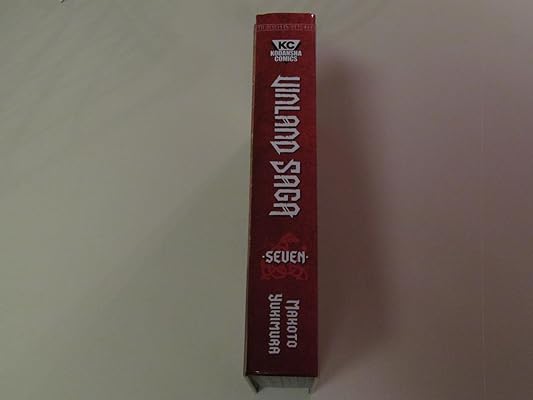 KC
KODANSHA
COMICS
VINLAND SAGA
·SEVEN·
MAKOTO
YUKIMURA